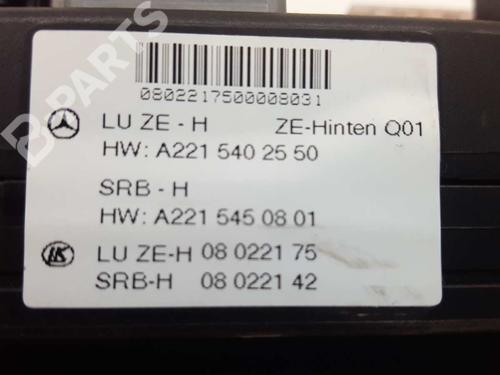 B-PARTS
0802217500008031
LU ZE - H ZE-Hinten Q01
HW: A221 540 25 50
SRB - H
HW: A221 545 08 01
LK LU ZE-H 08 0221 75
SRB-H 08 0221 42